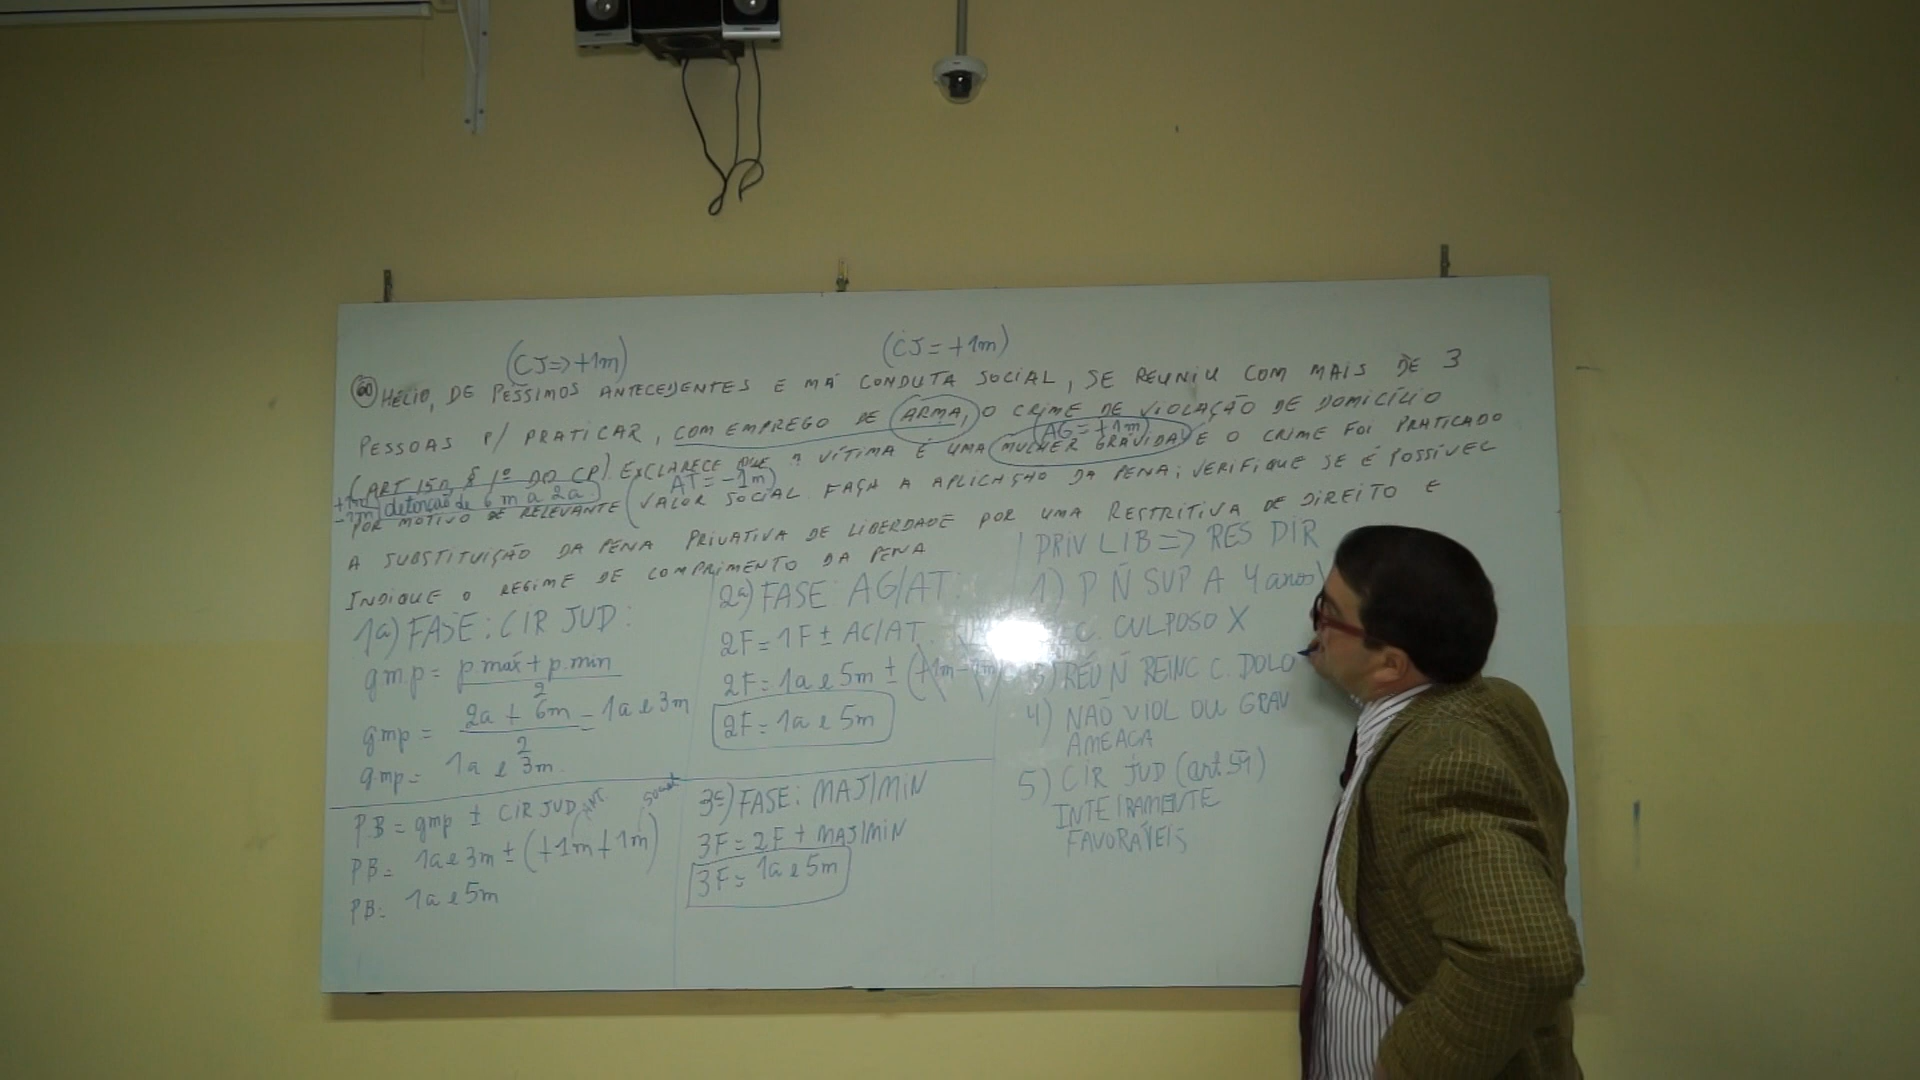 (CJ=>+1m)
(CJ=+1m)
HÉLIO, DE PÉSSIMOS ANTECEDENTES E MÁ CONDUTA SOCIAL, SE REUNIU COM MAIS DE 3
PESSOAS P/ PRATICAR, COM EMPREGO DE ARMA, O CRIME DE VIOLAÇÃO DE DOMICÍLIO
(AG=+1m)
(ART 150, § 1º DO CP). ESCLARECE QUE A VÍTIMA É UMA MULHER GRÁVIDA E O CRIME FOI PRATICADO
+1m
-1m
detenção de 6 m a 2a
(AT=-1m)
POR MOTIVO DE RELEVANTE VALOR SOCIAL. FAÇA A APLICAÇÃO DA PENA; VERIFIQUE SE É POSSÍVEL
A SUBSTITUIÇÃO DA PENA PRIVATIVA DE LIBERDADE POR UMA RESTRITIVA DE DIREITO E
INDIQUE O REGIME DE COMPRIMENTO DA PENA
1a) FASE: CIR JUD:
gmp = p máx + p. min
2
gmp = 2a + 6m = 1a e 3m
2
gmp = 1a e 3m
PB = gmp ± CIR JUD
PB = 1a e 3m ± (+1m+1m)
PB = 1a e 5m
2a) FASE: AG/AT:
2F = 1F ± AG/AT
2F = 1a e 5m ± (+1m-1m)
2F = 1a e 5m
3ª) FASE: MAJ/MIN
3F = 2F + MAJ/MIN
3F = 1a e 5m
PRIV LIB => RES DIR
1) P Ñ SUP A 4 anos
CULPOSO X
3) RÉU Ñ REINC C. DOLO
4) NÃO VIOL OU GRAV
AMEAÇA
5) CIR JUD (art. 59)
INTEIRAMENTE
FAVORÁVEIS